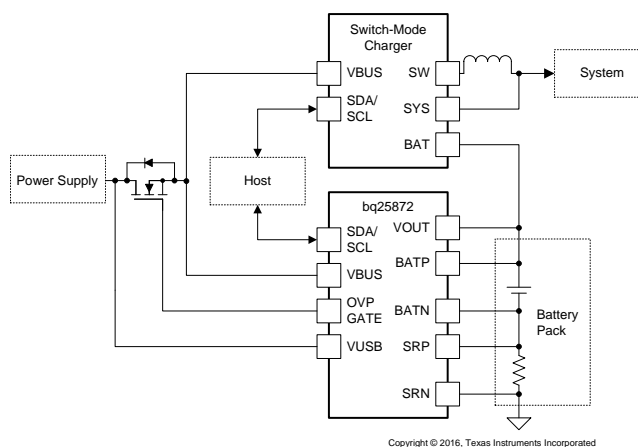 Switch-Mode
Charger
VBUS
SW
SDA/
SCL
SYS
BAT
System
Power Supply
Host
bq25872
SDA/
SCL
VOUT
VBUS
BATP
OVP
GATE
BATN
VUSB
SRP
SRN
Battery
Pack
Copyright © 2016, Texas Instruments Incorporated